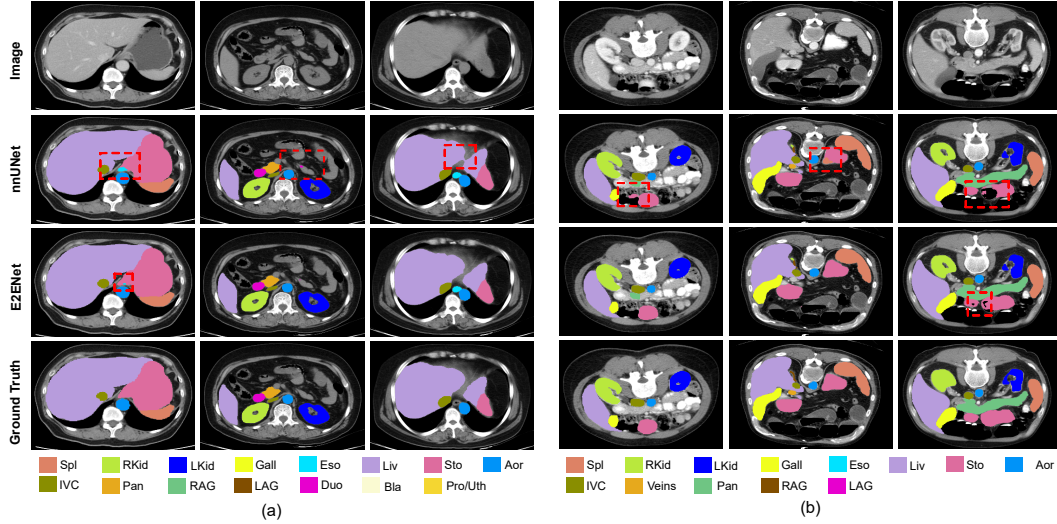 Image
nnUNet
E2ENet
Ground Truth
Spl RKid LKid Gall Eso Liv Sto Aor
IVC Pan RAG LAG Duo Bla Pro/Uth
(a)
Spl RKid LKid Gall Eso Liv Sto Aor
IVC Veins Pan RAG LAG
(b)